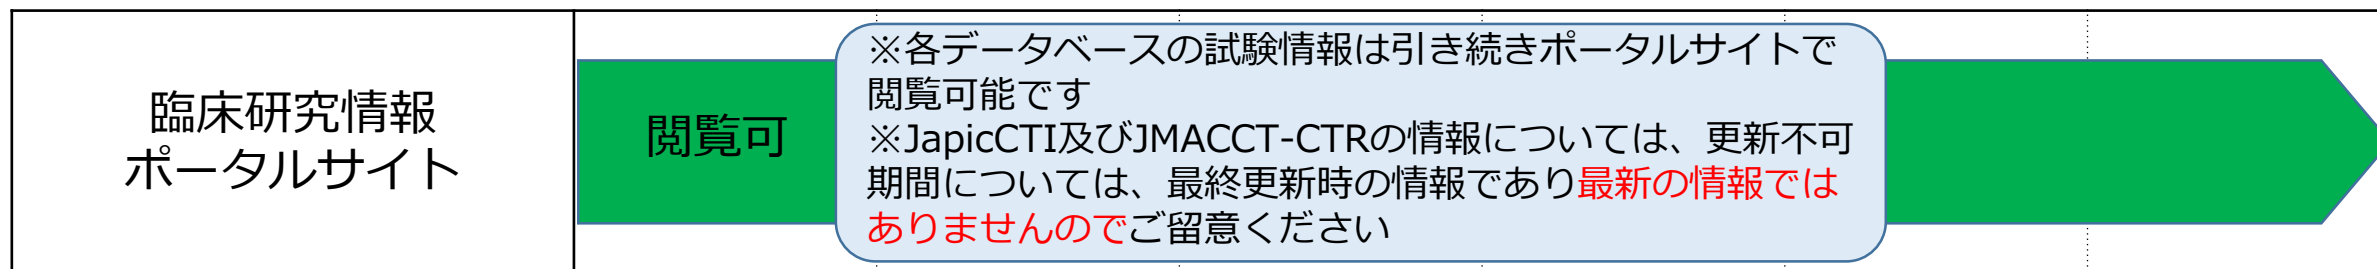 臨床研究情報
ポータルサイト
閲覧可
※各データベースの試験情報は引き続きポータルサイトで
閲覧可能です
※JapicCTI及びJMACCT-CTRの情報については、更新不可
期間については、最終更新時の情報であり最新の情報では
ありませんのでご留意ください